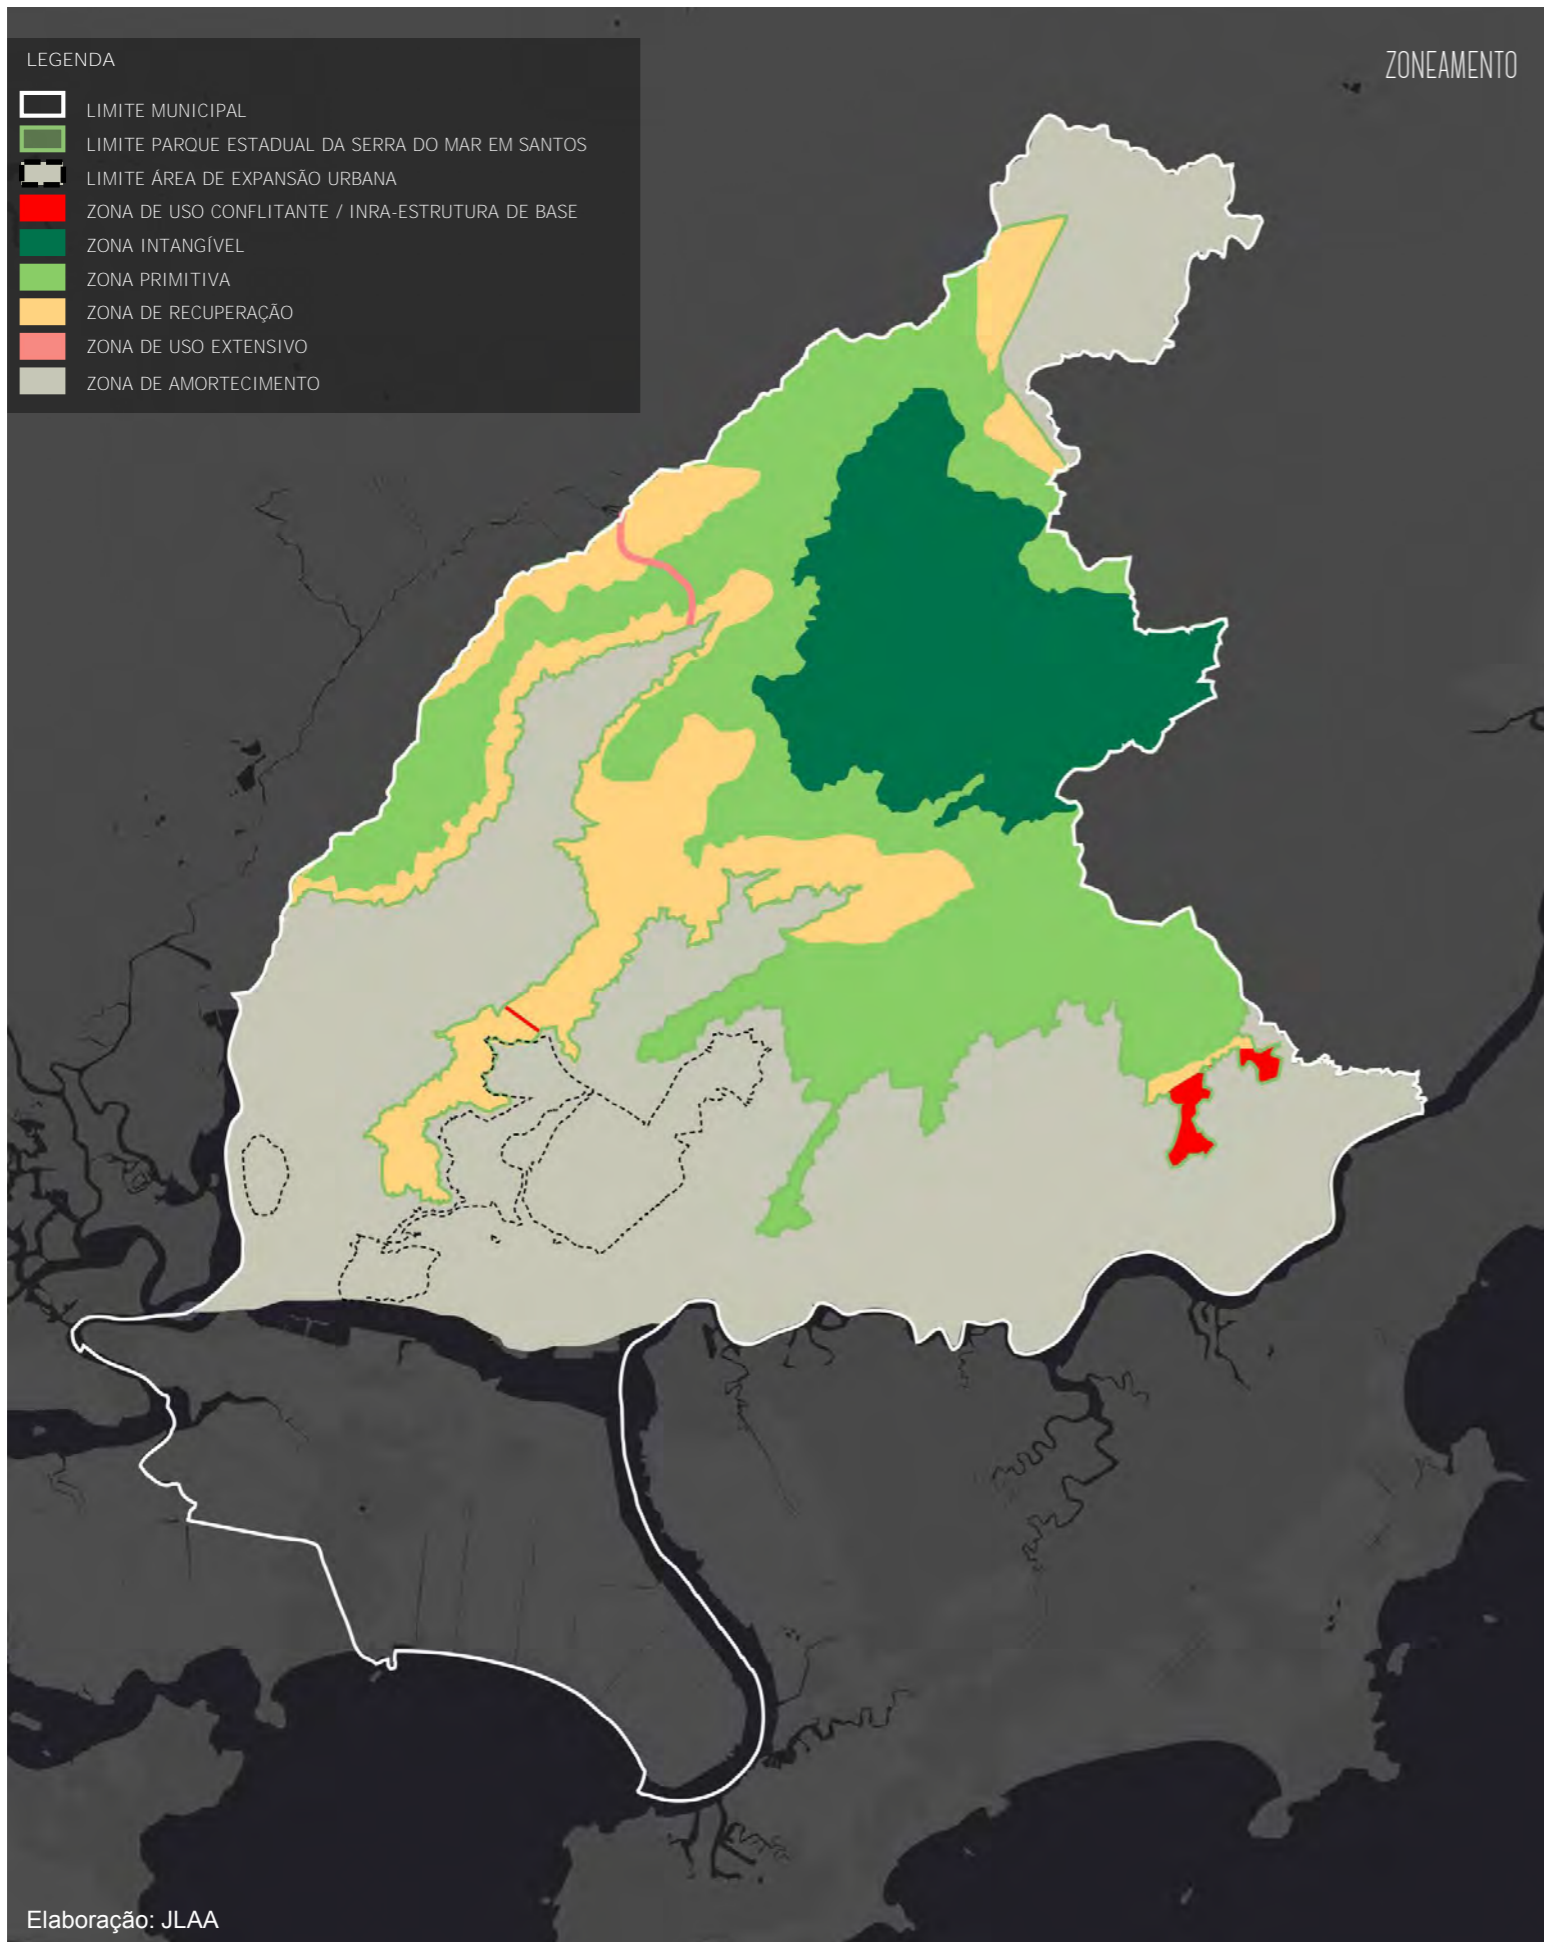 LEGENDA
ZONEAMENTO
LIMITE MUNICIPAL
LIMITE PARQUE ESTADUAL DA SERRA DO MAR EM SANTOS
LIMITE ÁREA DE EXPANSÃO URBANA
ZONA DE USO CONFLITANTE / INRA-ESTRUTURA DE BASE
ZONA INTANGÍVEL
ZONA PRIMITIVA
ZONA DE RECUPERAÇÃO
ZONA DE USO EXTENSIVO
ZONA DE AMORTECIMENTO
Elaboração: JLAA